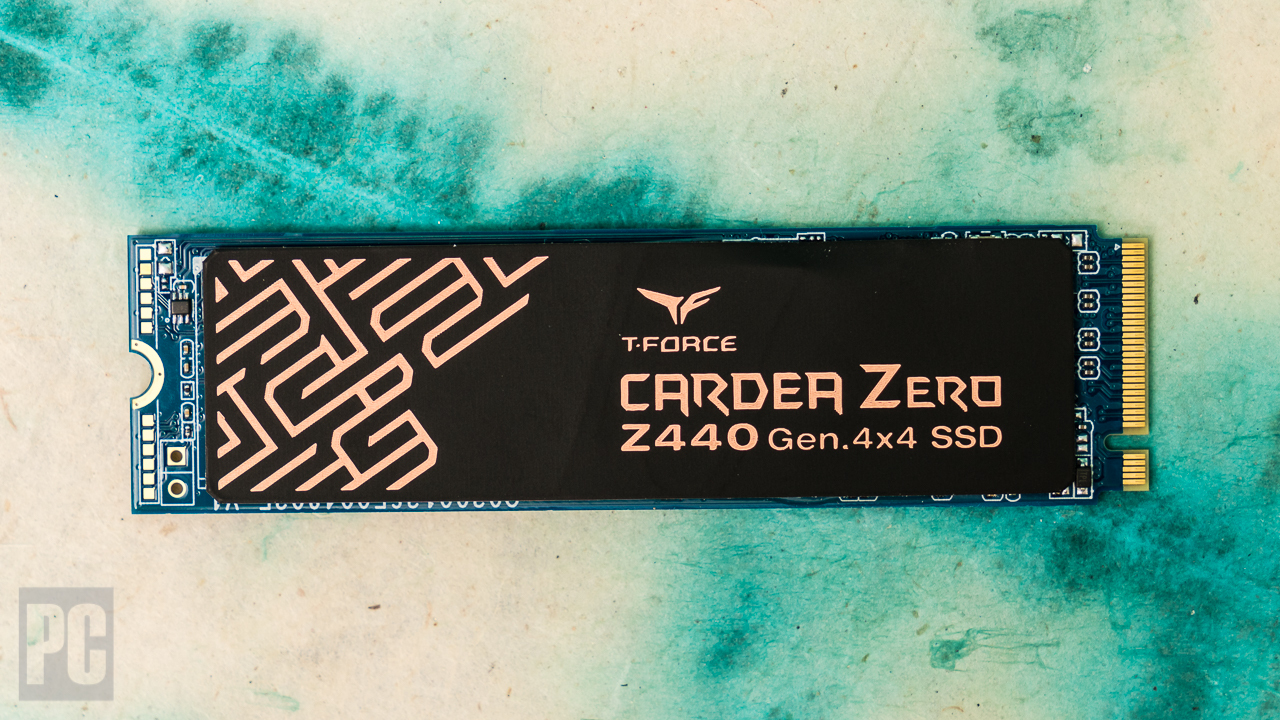 T-FORCE
CARDEA ZERO
Z440 Gen.4x4 SSD
PC